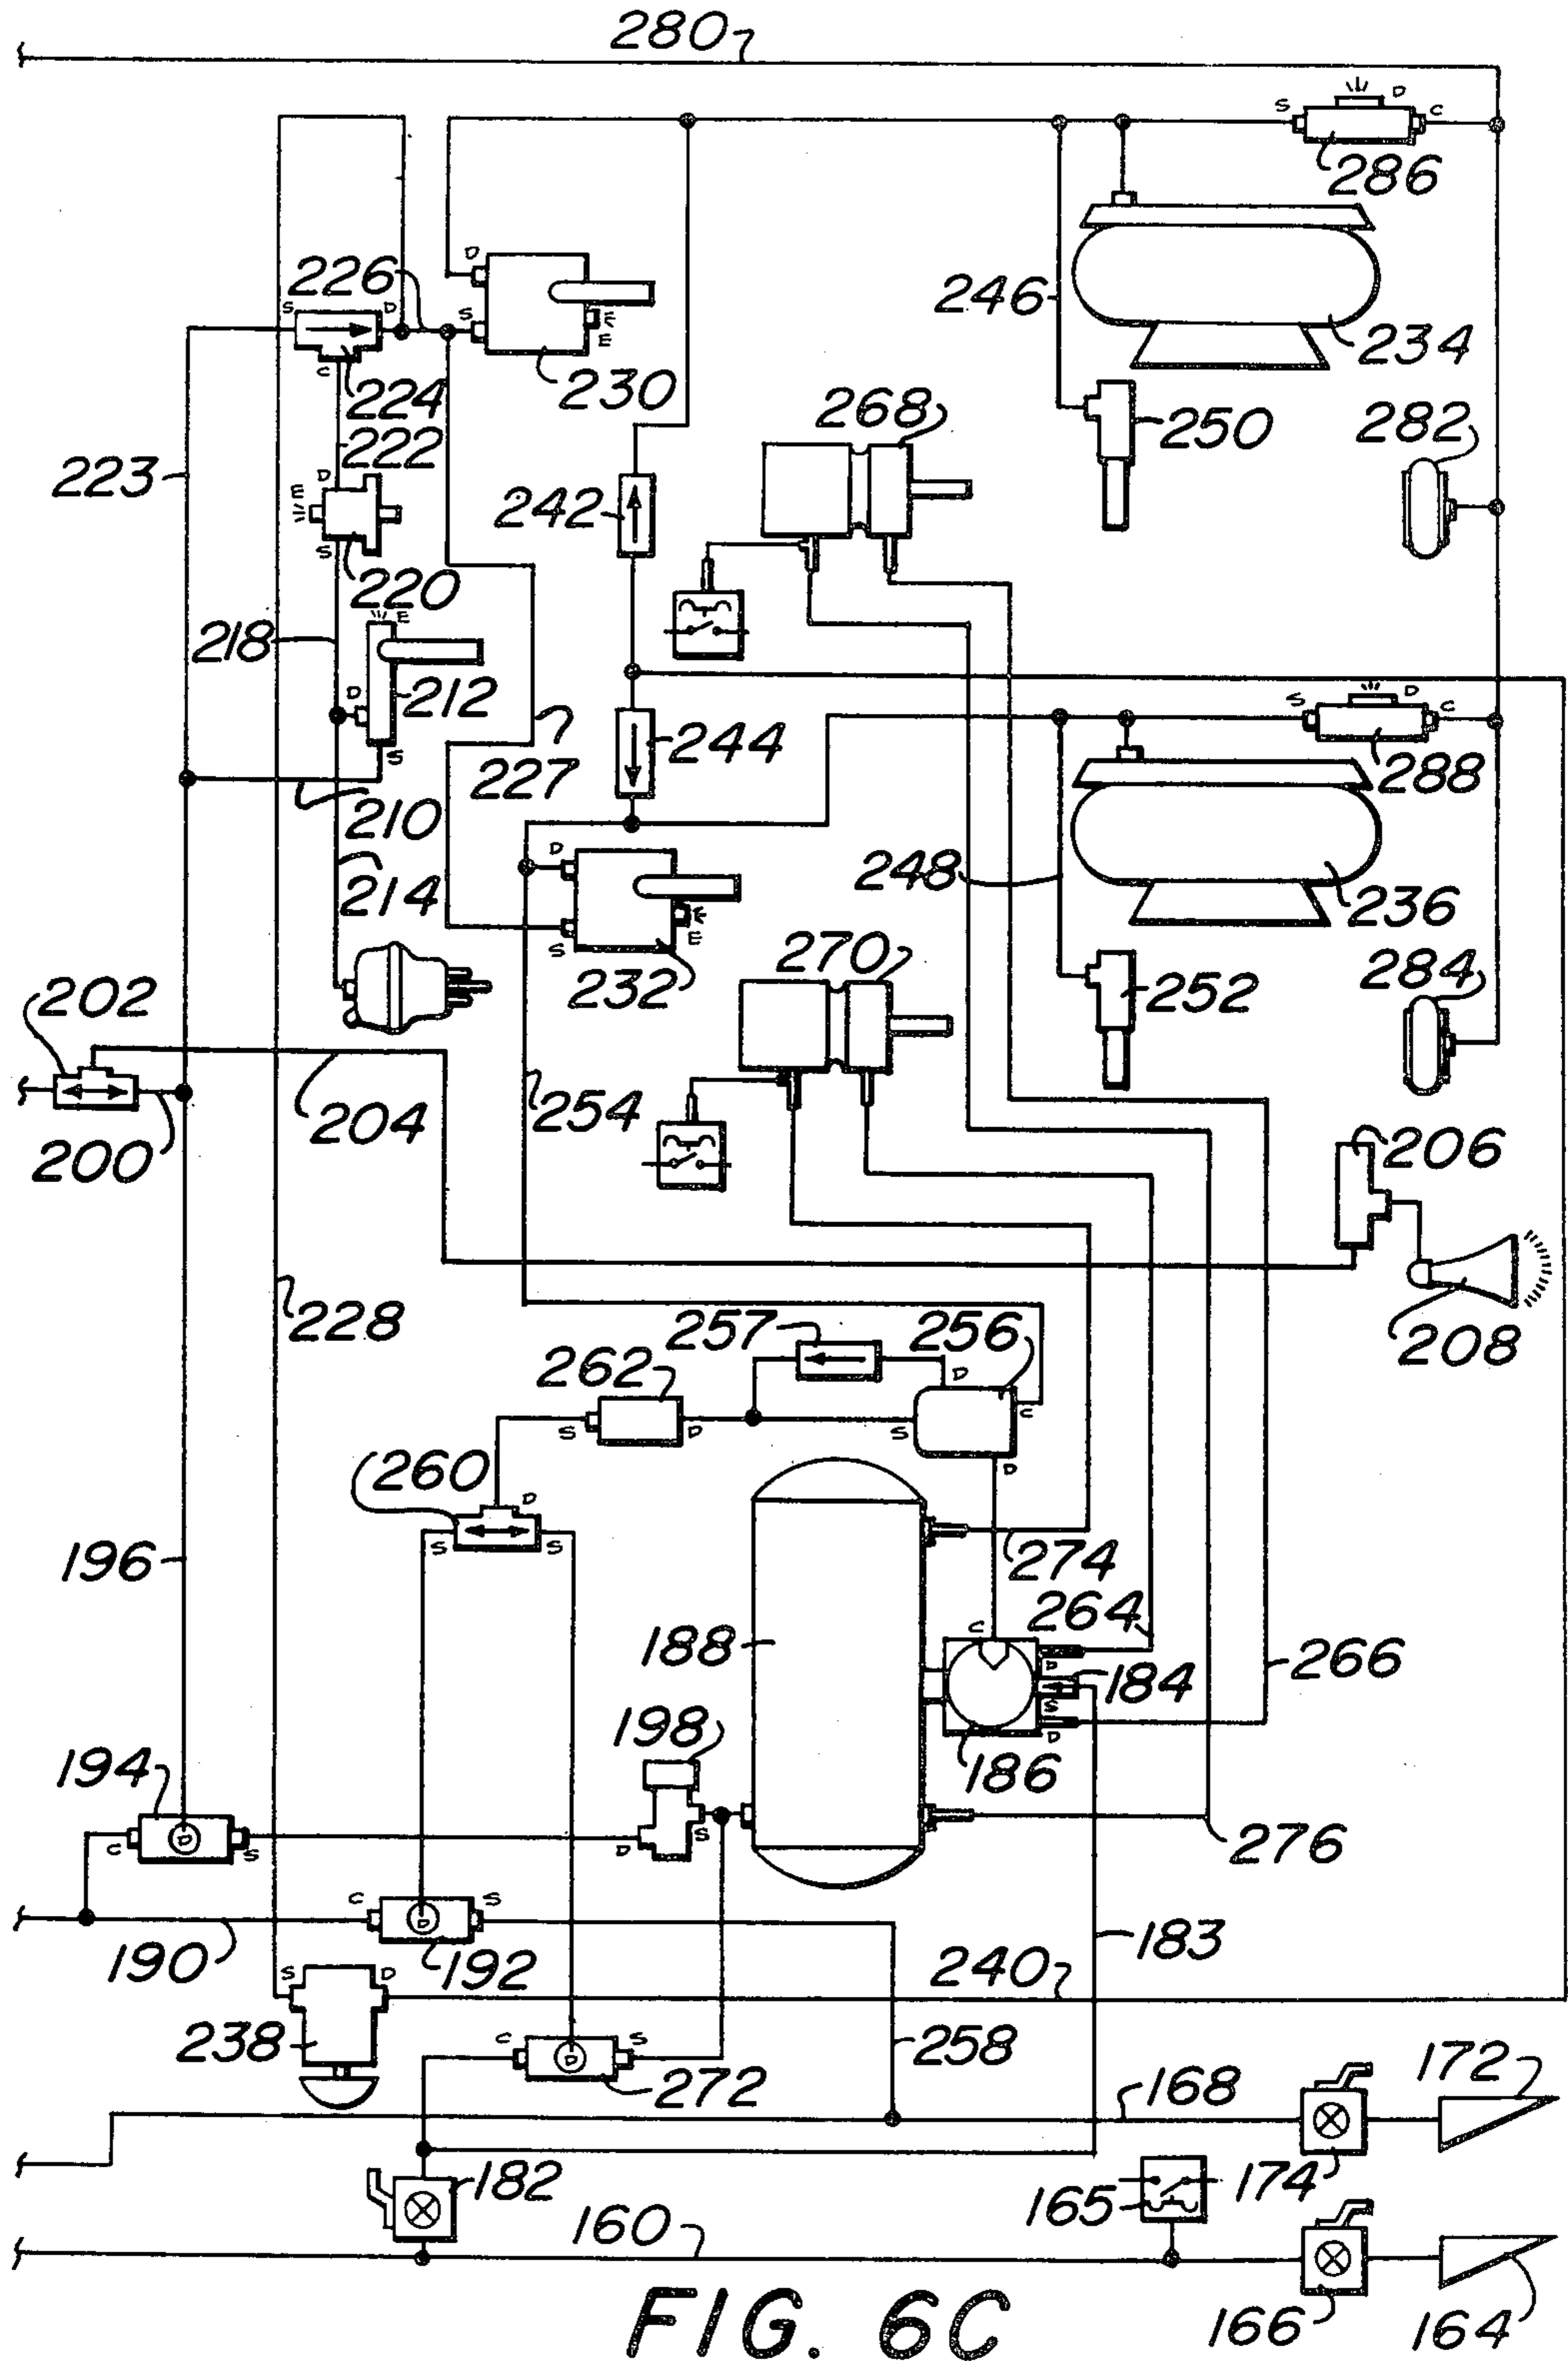 280
S D C
286
D
226
S D S
E
246
234
C
224
230
268
250
282
222
223
D
E
242
S
220
E
218
S D C
D 212
244
S
227
288
210
D
248
214
236
E
S
232
270
284
202
252
254
204
200
206
228
257 256
208
262
D
C
S D S
260
D
D
S S
196
274
264
C
188
D
184
266
S
198
D
186
194
D
C S
D S
276
C S
D
190
192
183
S D
240
238
C S
D
258
272
168
172
182
165
174
160
166
164
FIG. 6C